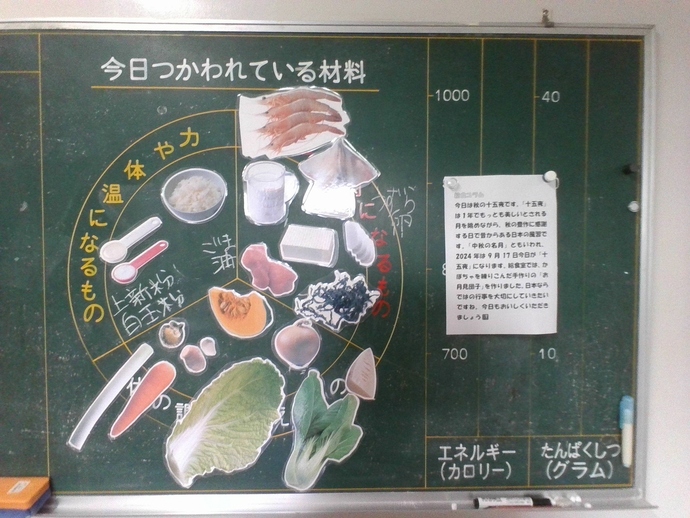 今日つかわれている材料
体や力
温になるもの
になるもの
ごま油
うずら卵
上新粉
白玉粉
の調
の
1000
40
700
10
エネルギー
(カロリー)
たんぱくしつ
(グラム)
今日は秋の十五夜です。「十五夜」
は1年でもっとも美しいとされる
月を眺めながら、秋の豊作に感謝
する日で昔からある日本の風習で
す。「中秋の名月」ともいわれ、
2024年は9月17日今日が「十
五夜」になります。給食室では、か
ぼちゃを練りこんだ手作りの「お
月見団子」を作りました。日本なら
ではの行事を大切にしていきたい
ですね。今日もおいしくいただき
ましょう